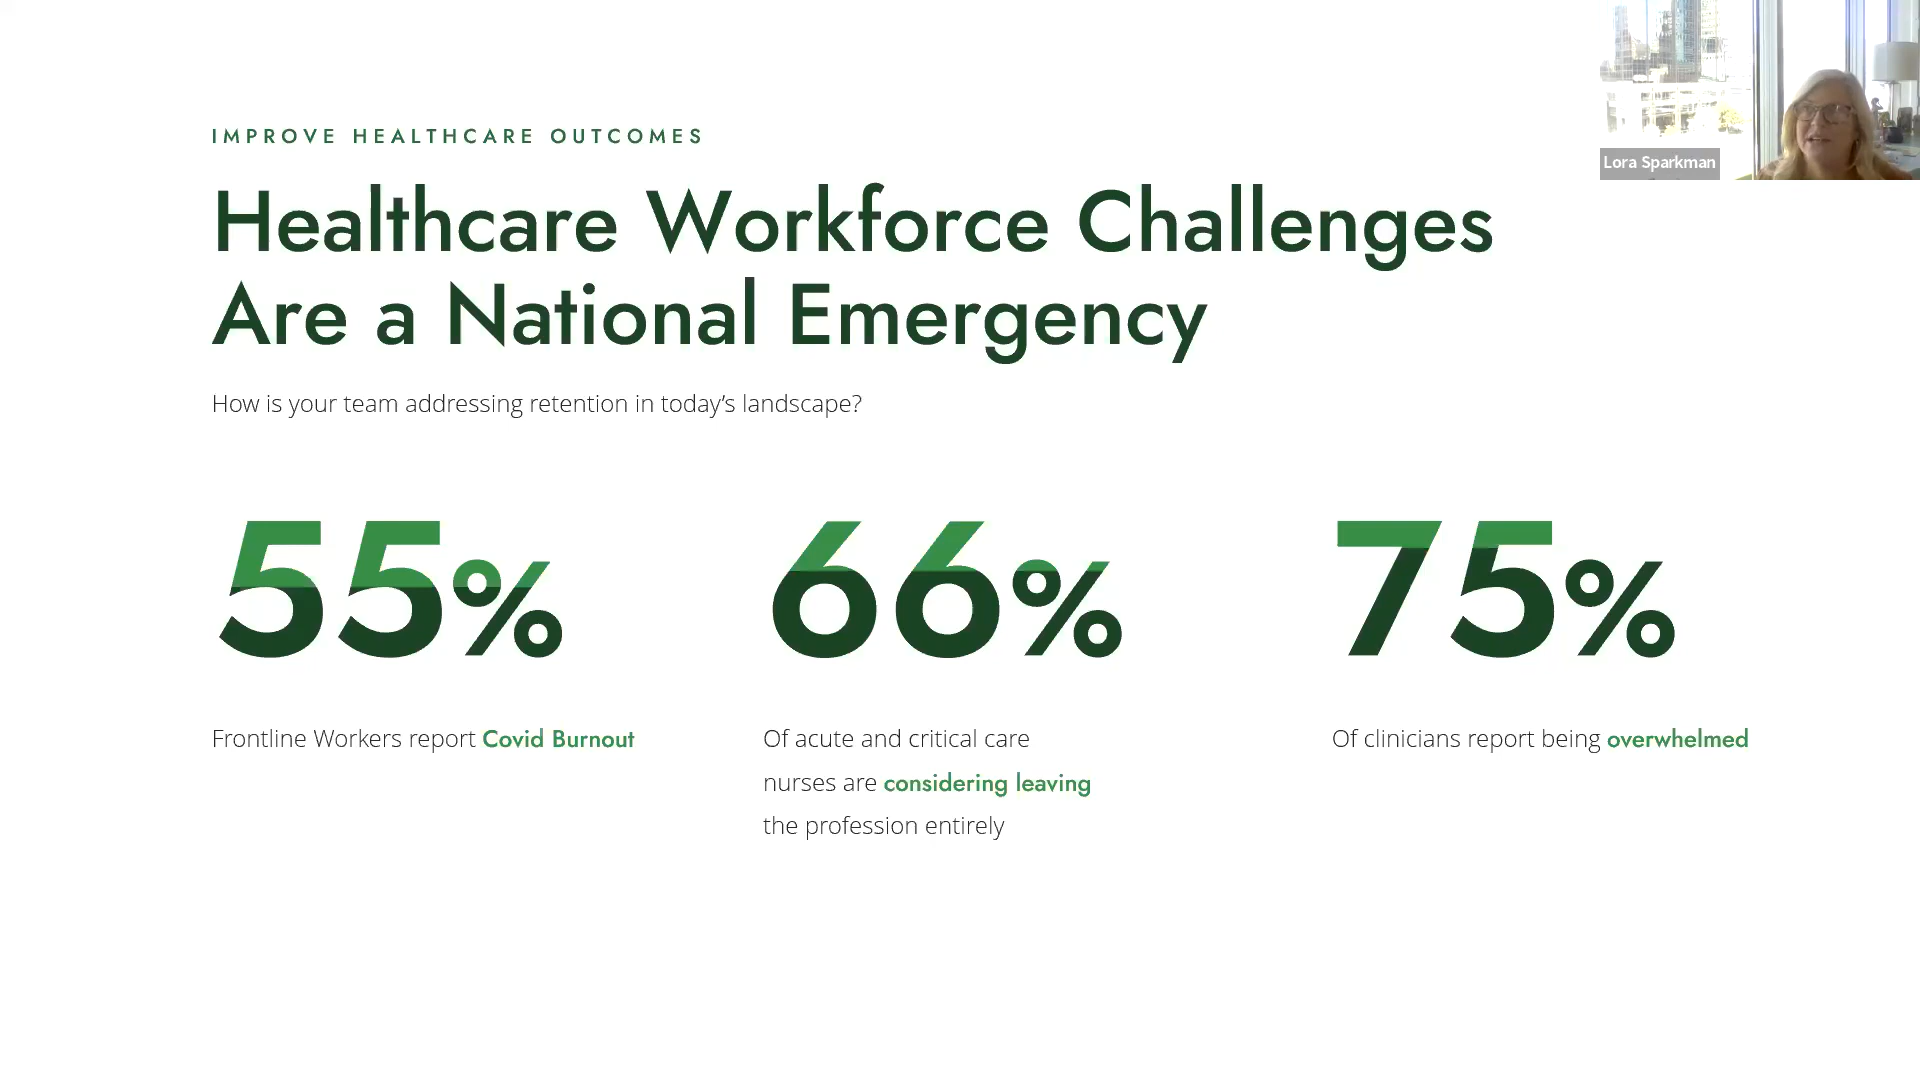 IMPROVE HEALTHCARE OUTCOMES
Healthcare Workforce Challenges
Are a National Emergency
How is your team addressing retention in today’s landscape?
55%
Frontline Workers report Covid Burnout
66%
Of acute and critical care
nurses are considering leaving
the profession entirely
75%
Of clinicians report being overwhelmed
Lora Sparkman